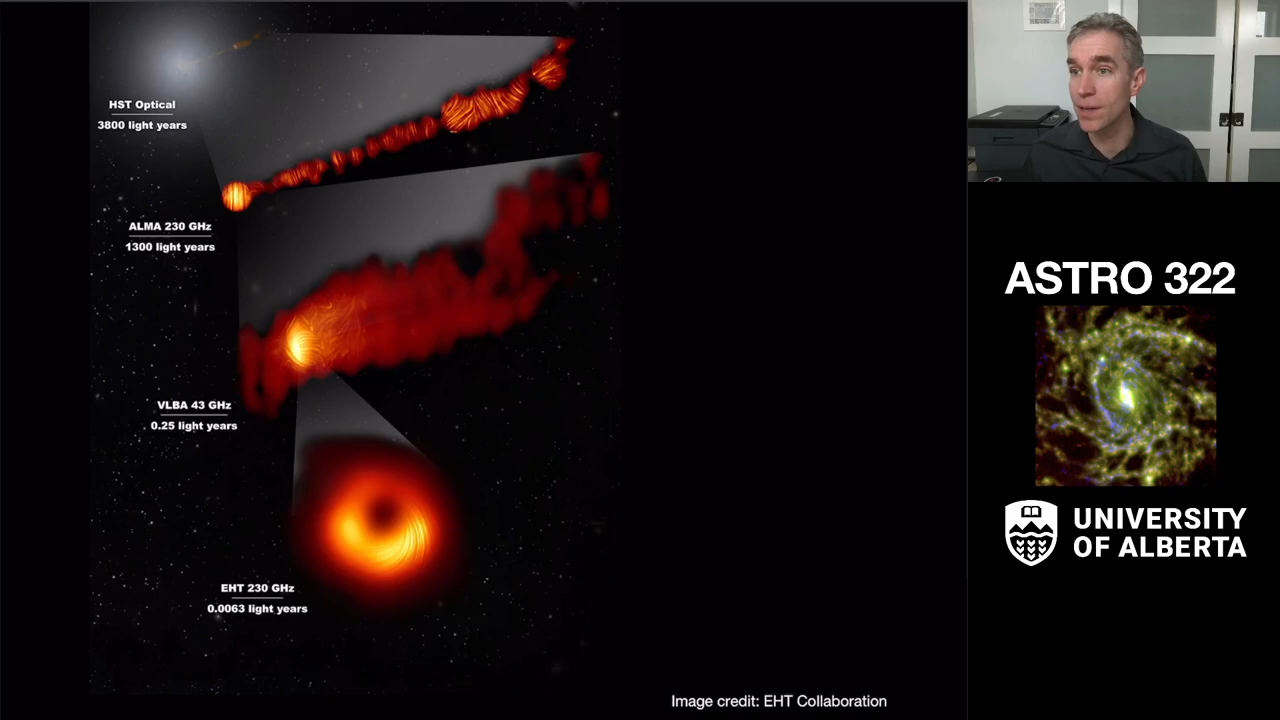 HST Optical
3800 light years
ALMA 230 GHz
1300 light years
VLBA 43 GHz
0.25 light years
EHT 230 GHz
0.0063 light years
Image credit: EHT Collaboration
ASTRO 322
UNIVERSITY
OF ALBERTA